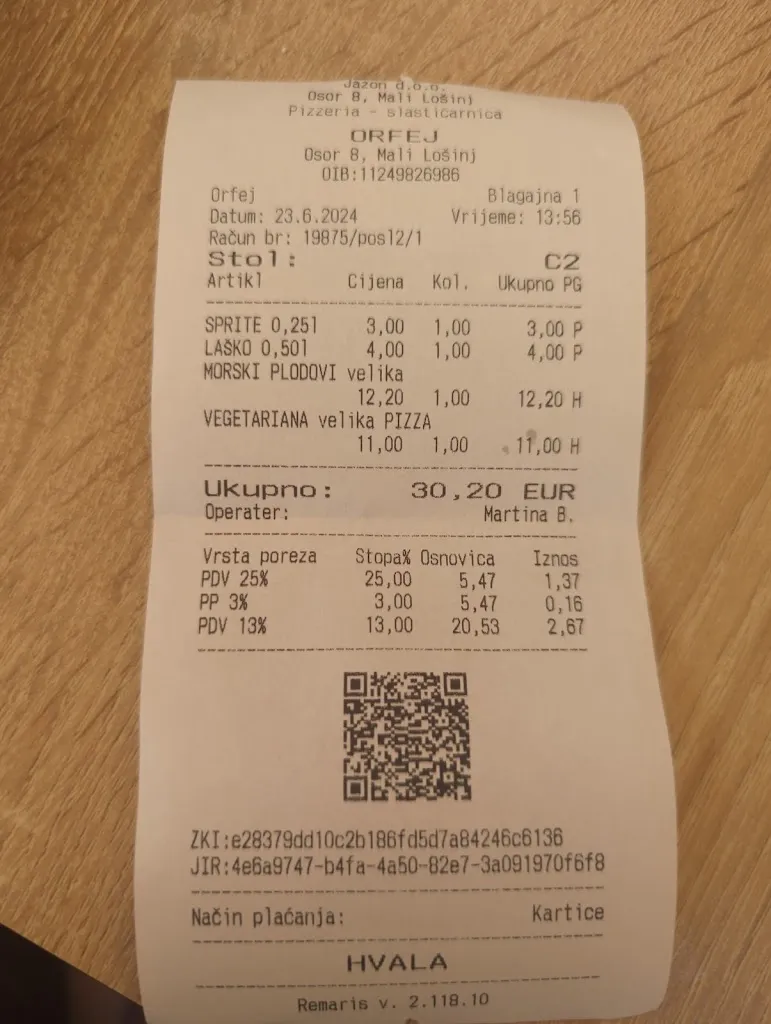 Jazon d.o.o.
Osor 8, Mali Lošinj
Pizzeria - slastičarnica
ORFEJ
Osor 8, Mali Lošinj
OIB:11249826986
Orfej Blagajna 1
Datum: 23.6.2024 Vrijeme: 13:56
Račun br: 19875/posl2/1
Stol: C2
Artikl Cijena Kol. Ukupno PG
SPRITE 0,25l 3,00 1,00 3,00 P
LAŠKO 0,50l 4,00 1,00 4,00 P
MORSKI PLODOVI velika
12,20 1,00 12,20 H
VEGETARIANA velika PIZZA
11,00 1,00 11,00 H
Ukupno: 30,20 EUR
Operater: Martina B.
Vrsta poreza Stopa% Osnovica Iznos
PDV 25% 25,00 5,47 1,37
PP 3% 3,00 5,47 0,16
PDV 13% 13,00 20,53 2,67
ZKI:e28379dd10c2b186fd5d7a84246c6136
JIR:4e6a9747-b4fa-4a50-82e7-3a091970f6f8
Način plaćanja: Kartice
HVALA
Remaris v. 2.118.10